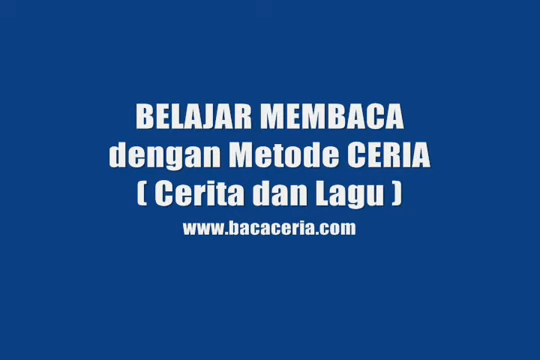 BELAJAR MEMBACA
dengan Metode CERIA
( Cerita dan Lagu )
www.bacaceria.com